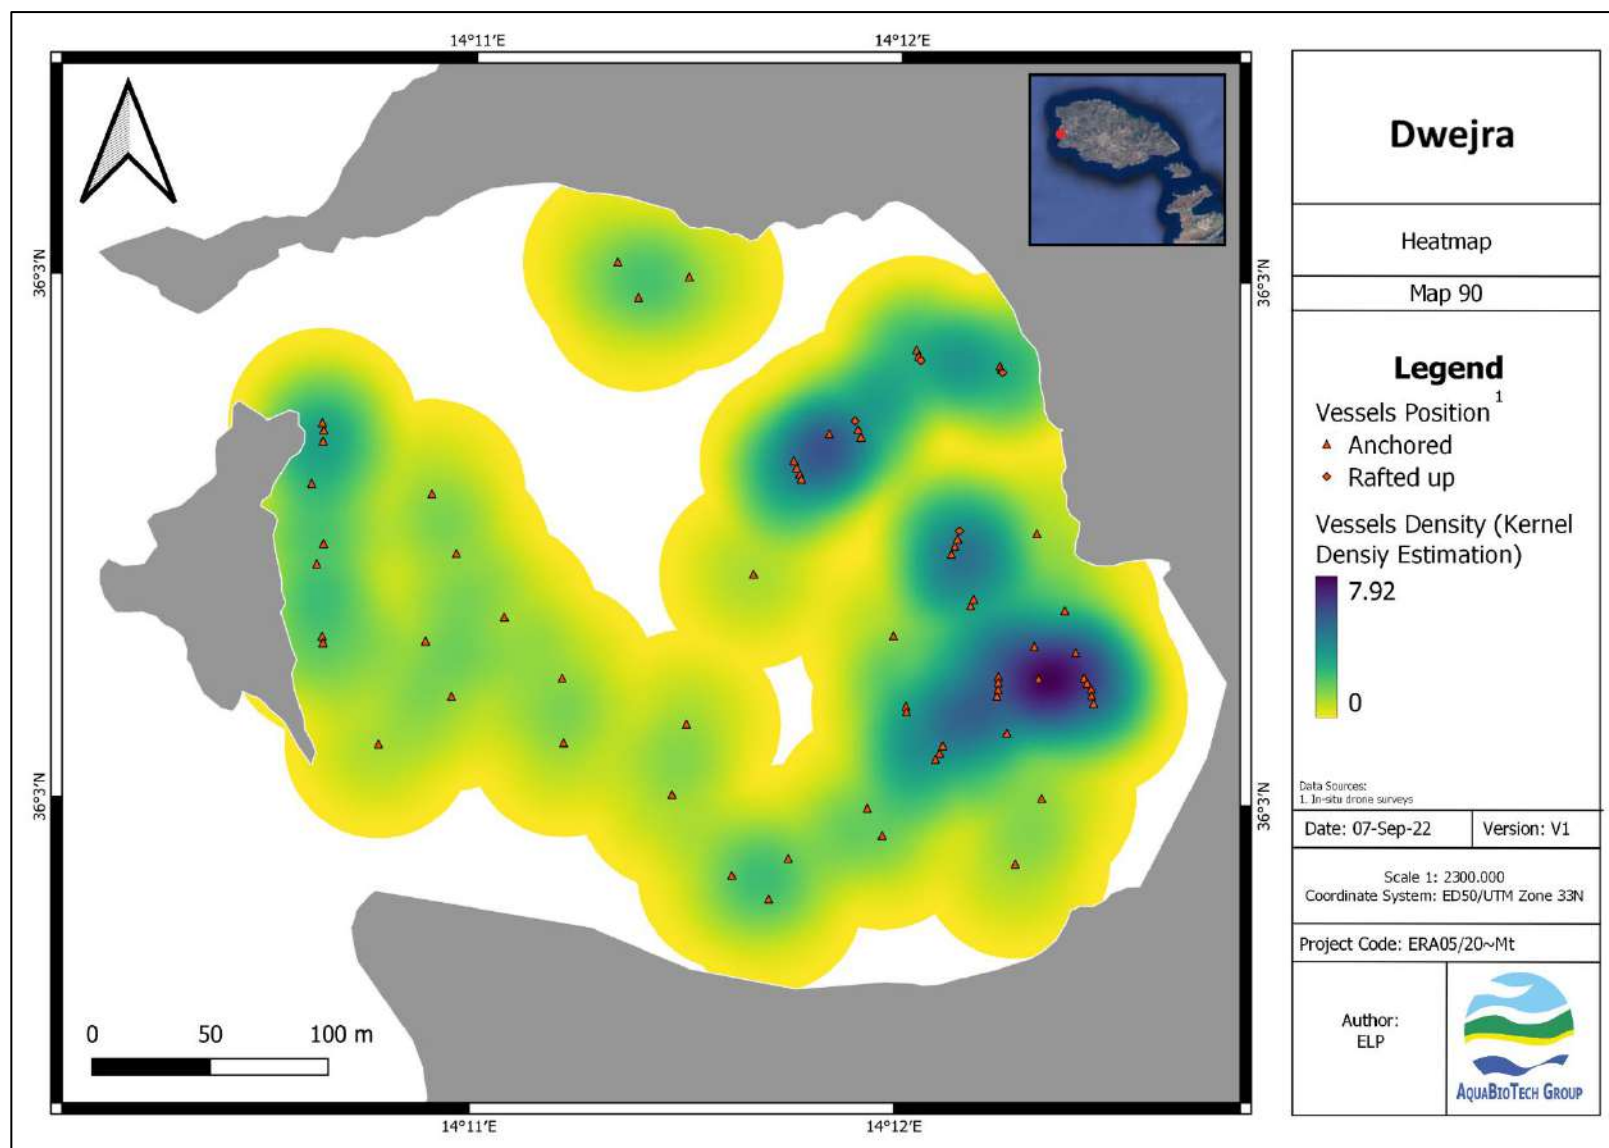 14°11'E
14°12'E
36°3'N
36°3'N
36°3'N
36°3'N
0
50
100 m
14°11'E
14°12'E
Dwejra
Heatmap
Map 90
Legend
Vessels Position 1
Anchored
Rafted up
Vessels Density (Kernel
Densiy Estimation)
7.92
0
Data Sources:
1. In-situ drone surveys
Date: 07-Sep-22
Version: V1
Scale 1: 2300.000
Coordinate System: ED50/UTM Zone 33N
Project Code: ERA05/20~Mt
Author:
ELP
AQUABIOTECH GROUP